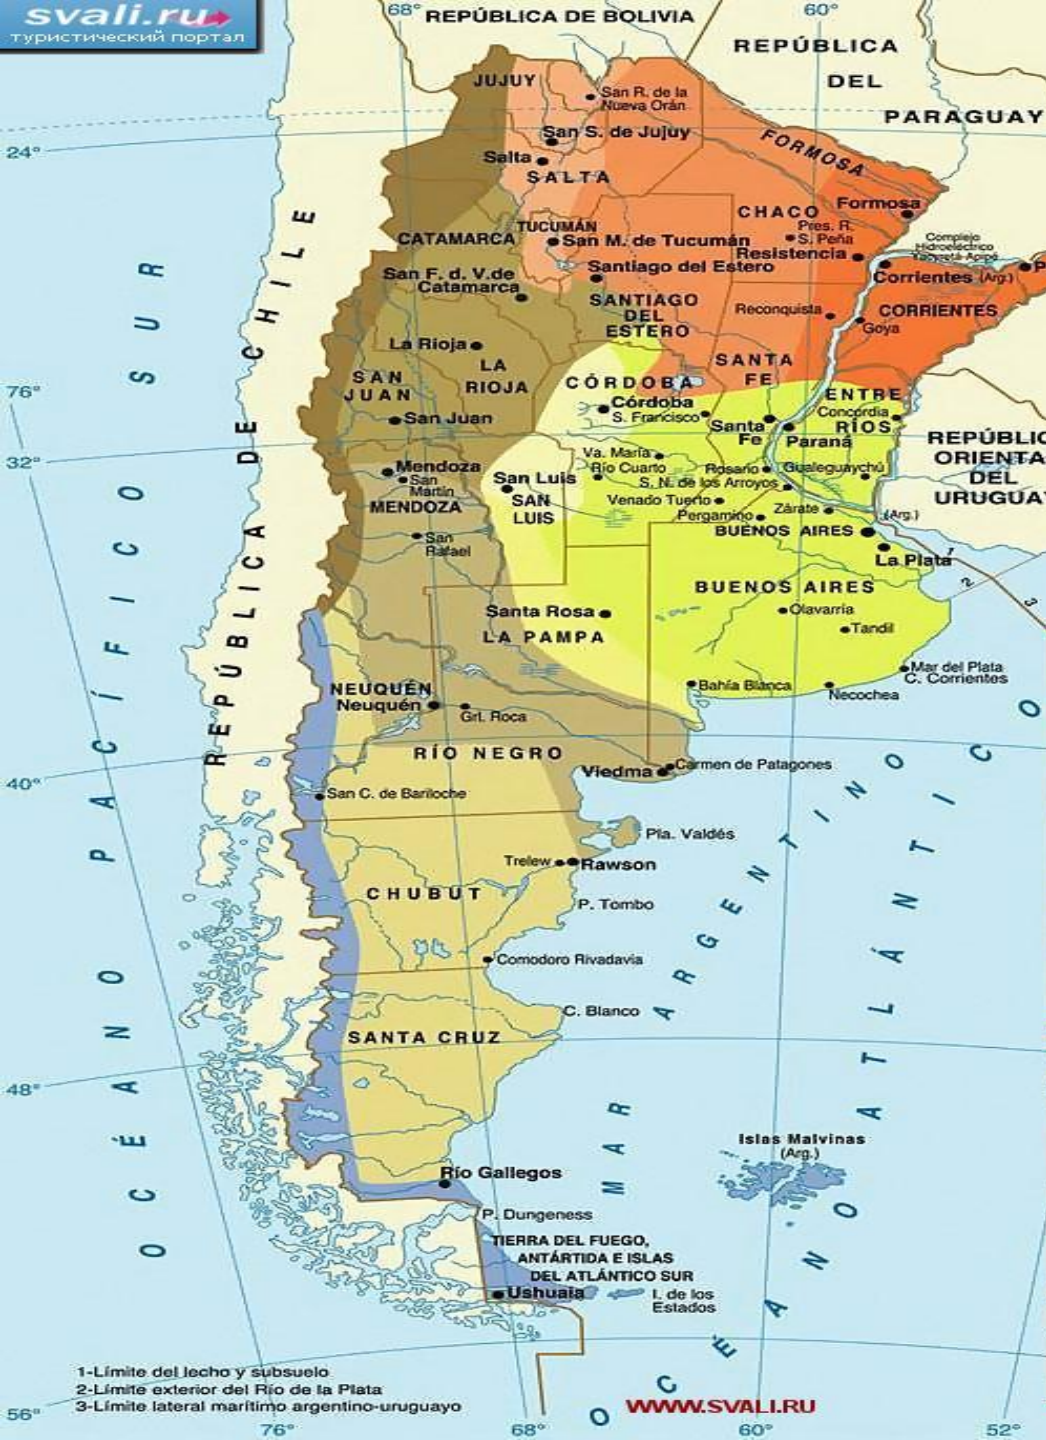 svali.ru
туристический портал
68°
60°
REPÚBLICA DE BOLIVIA
REPÚBLICA
DEL
PARAGUAY
JUJUY
San R. de la
Nueva Orán
San S. de Jujuy
24°
Salta
SALTA
FORMOSA
Formosa
CHACO
Pres. R.
S. Peña
TUCUMÁN
CATAMARCA
San M. de Tucumán
Resistencia
Complejo
Hidroeléctrico
Yacyretá-Apipé
P
San F. d. V.de
Catamarca
Santiago del Estero
Corrientes (Arg.)
SANTIAGO
DEL
ESTERO
Reconquista
CORRIENTES
Goya
La Rioja
LA
RIOJA
SAN
JUAN
SANTA
FE
76°
CÓRDOBA
Córdoba
S. Francisco
ENTRE
RÍOS
Concordia
San Juan
Santa
Fe
Paraná
REPÚBLIC
ORIENTA
DEL
URUGUA
32°
Va. María
Río Cuarto
Mendoza
San
Martín
San Luis
SAN
LUIS
Rosario
Gualeguaychú
S. N. de los Arroyos
MENDOZA
Venado Tuerto
Pergamino
Zárate
(Arg.)
San
Rafael
BUENOS AIRES
La Plata
1
2
3
BUENOS AIRES
Olavarría
Tandil
Santa Rosa
LA PAMPA
Mar del Plata
C. Corrientes
Bahía Blanca
Necochea
NEUQUÉN
Neuquén
Grl. Roca
RÍO NEGRO
Viedma
Carmen de Patagones
40°
San C. de Bariloche
Pla. Valdés
Trelew
Rawson
CHUBUT
P. Tombo
Comodoro Rivadavia
C. Blanco
SANTA CRUZ
48°
Islas Malvinas
(Arg.)
Río Gallegos
P. Dungeness
TIERRA DEL FUEGO,
ANTÁRTIDA E ISLAS
DEL ATLÁNTICO SUR
Ushuaia
I. de los
Estados
REPÚBLICA DE CHILE
OCÉANO PACÍFICO SUR
MAR ARGENTINO
OCÉANO ATLÁNTICO
1-Límite del lecho y subsuelo
2-Límite exterior del Río de la Plata
3-Límite lateral marítimo argentino-uruguayo
WWW.SVALI.RU
56°
76°
68°
60°
52°